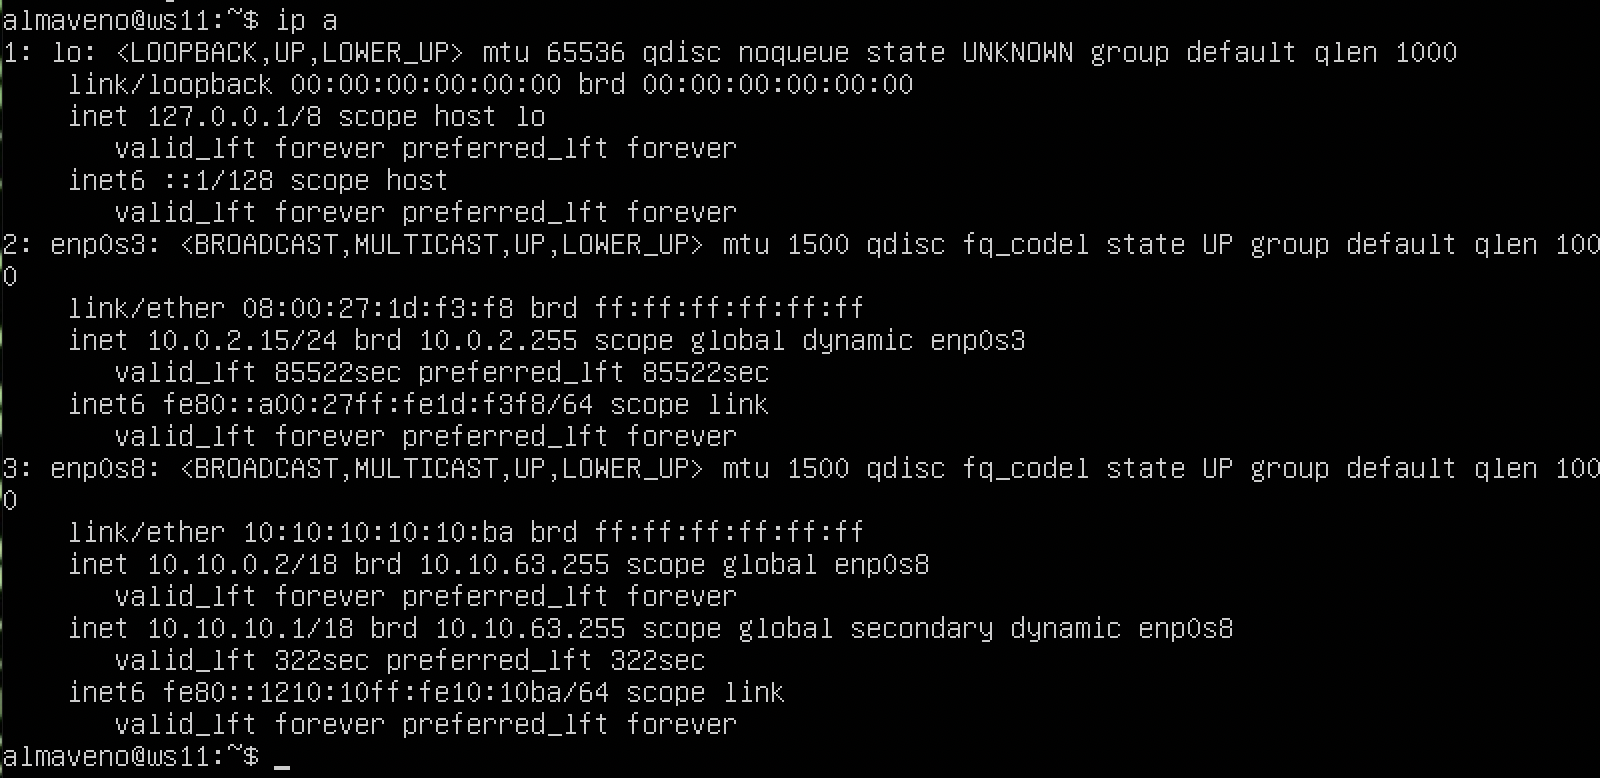 almaveno@ws11:~$ ip a
1: lo: <LOOPBACK,UP,LOWER_UP> mtu 65536 qdisc noqueue state UNKNOWN group default qlen 1000
    link/loopback 00:00:00:00:00:00 brd 00:00:00:00:00:00
    inet 127.0.0.1/8 scope host lo
       valid_lft forever preferred_lft forever
    inet6 ::1/128 scope host
       valid_lft forever preferred_lft forever
2: enp0s3: <BROADCAST,MULTICAST,UP,LOWER_UP> mtu 1500 qdisc fq_codel state UP group default qlen 100
0
    link/ether 08:00:27:1d:f3:f8 brd ff:ff:ff:ff:ff:ff
    inet 10.0.2.15/24 brd 10.0.2.255 scope global dynamic enp0s3
       valid_lft 85522sec preferred_lft 85522sec
    inet6 fe80::a00:27ff:fe1d:f3f8/64 scope link
       valid_lft forever preferred_lft forever
3: enp0s8: <BROADCAST,MULTICAST,UP,LOWER_UP> mtu 1500 qdisc fq_codel state UP group default qlen 100
0
    link/ether 10:10:10:10:10:ba brd ff:ff:ff:ff:ff:ff
    inet 10.10.0.2/18 brd 10.10.63.255 scope global enp0s8
       valid_lft forever preferred_lft forever
    inet 10.10.10.1/18 brd 10.10.63.255 scope global secondary dynamic enp0s8
       valid_lft 322sec preferred_lft 322sec
    inet6 fe80::1210:10ff:fe10:10ba/64 scope link
       valid_lft forever preferred_lft forever
almaveno@ws11:~$ _